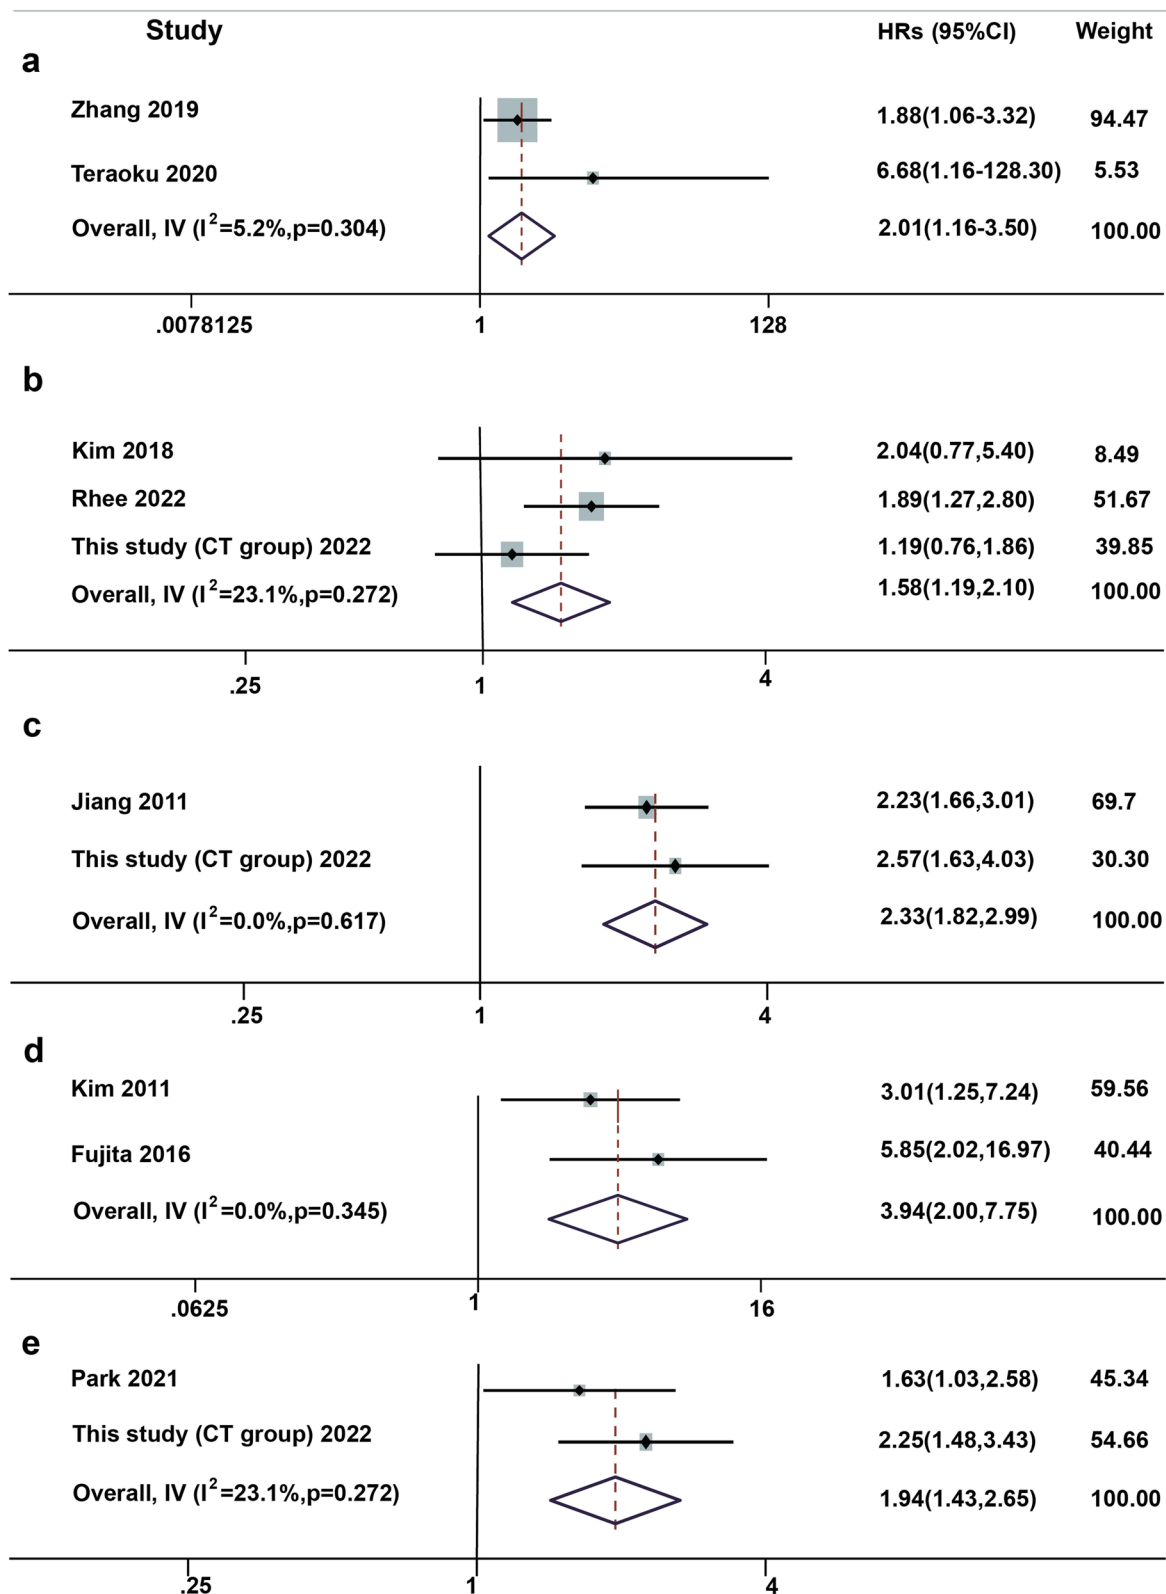 Study HRs (95%CI) Weight
a
Zhang 2019 1.88(1.06-3.32) 94.47
Teraoku 2020 6.68(1.16-128.30) 5.53
Overall, IV (I²=5.2%,p=0.304) 2.01(1.16-3.50) 100.00
.0078125 1 128
b
Kim 2018 2.04(0.77,5.40) 8.49
Rhee 2022 1.89(1.27,2.80) 51.67
This study (CT group) 2022 1.19(0.76,1.86) 39.85
Overall, IV (I²=23.1%,p=0.272) 1.58(1.19,2.10) 100.00
.25 1 4
c
Jiang 2011 2.23(1.66,3.01) 69.7
This study (CT group) 2022 2.57(1.63,4.03) 30.30
Overall, IV (I²=0.0%,p=0.617) 2.33(1.82,2.99) 100.00
.25 1 4
d
Kim 2011 3.01(1.25,7.24) 59.56
Fujita 2016 5.85(2.02,16.97) 40.44
Overall, IV (I²=0.0%,p=0.345) 3.94(2.00,7.75) 100.00
.0625 1 16
e
Park 2021 1.63(1.03,2.58) 45.34
This study (CT group) 2022 2.25(1.48,3.43) 54.66
Overall, IV (I²=23.1%,p=0.272) 1.94(1.43,2.65) 100.00
.25 1 4